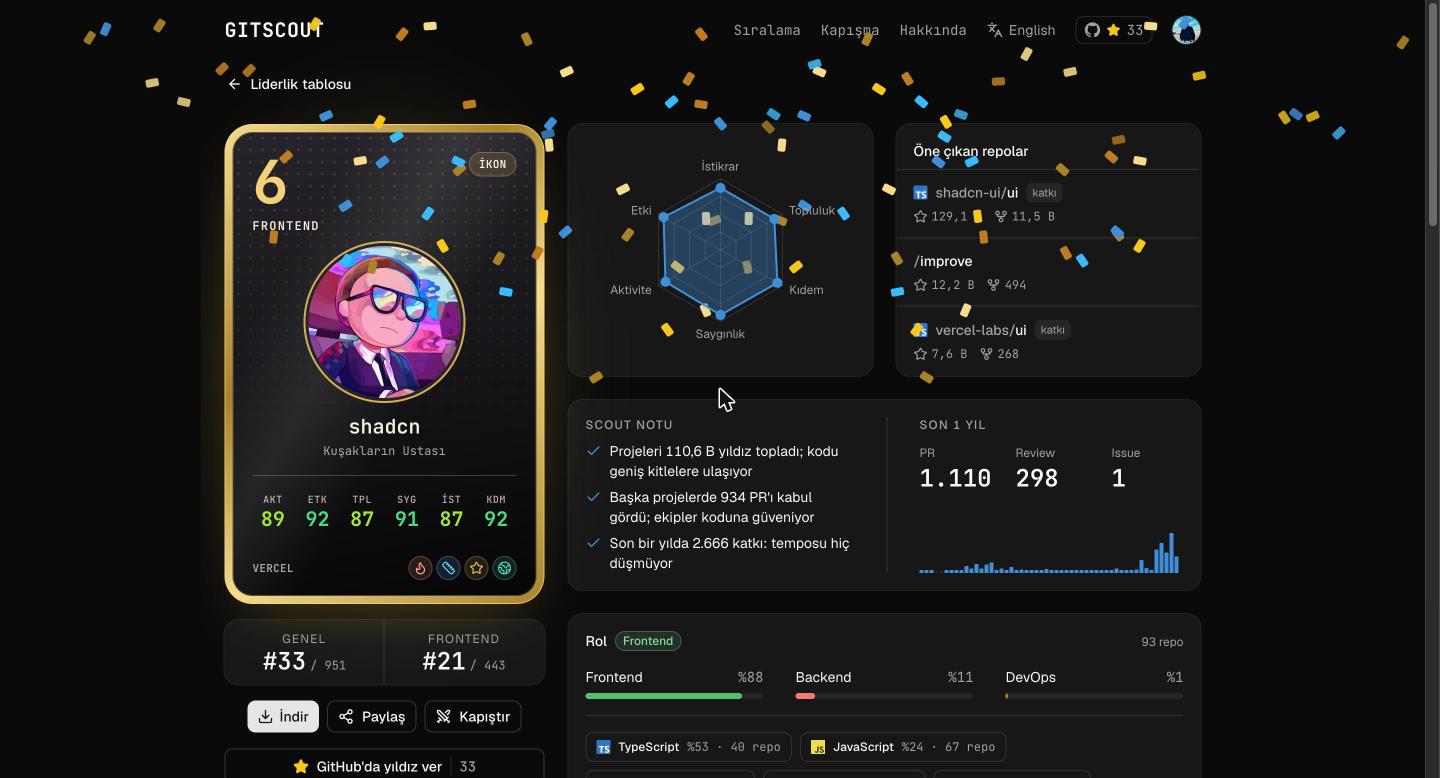 GITSCOUT
Sıralama Kapışma Hakkında English 33
Liderlik tablosu
6
FRONTEND
İKON
shadcn
Kuşakların Ustası
AKT ETK TPL SYG İST KDM
89 92 87 91 87 92
VERCEL
GENEL
#33 / 951
FRONTEND
#21 / 443
İndir Paylaş Kapıştır
GitHub'da yıldız ver 33
İstikrar
Topluluk
Kıdem
Saygınlık
Aktivite
Etki
Öne çıkan repolar
TS shadcn-ui/ui katkı
129,1 11,5 B
/improve
12,2 B 494
vercel-labs/ui katkı
7,6 B 268
SCOUT NOTU
Projeleri 110,6 B yıldız topladı; kodu
geniş kitlelere ulaşıyor
Başka projelerde 934 PR'ı kabul
gördü; ekipler koduna güveniyor
Son bir yılda 2.666 katkı: temposu hiç
düşmüyor
SON 1 YIL
PR Review Issue
1.110 298 1
Rol Frontend 93 repo
Frontend %88 Backend %11 DevOps %1
TS TypeScript %53 · 40 repo JS JavaScript %24 · 67 repo